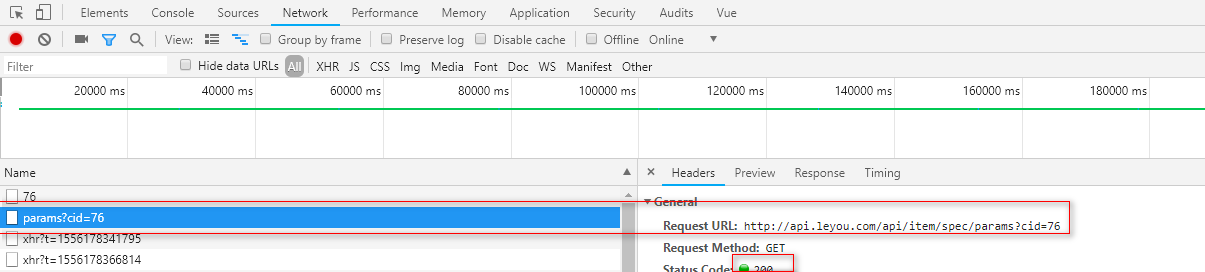 Elements Console Sources Network Performance Memory Application Security Audits Vue
View: Group by frame Preserve log Disable cache Offline Online
Filter Hide data URLs All XHR JS CSS Img Media Font Doc WS Manifest Other
20000 ms 40000 ms 60000 ms 80000 ms 100000 ms 120000 ms 140000 ms 160000 ms 180000 ms
Name × Headers Preview Response Timing
76
General
params?cid=76
Request URL: http://api.leyou.com/api/item/spec/params?cid=76
xhr?t=1556178341795
Request Method: GET
xhr?t=1556178366814
Status Code: 200